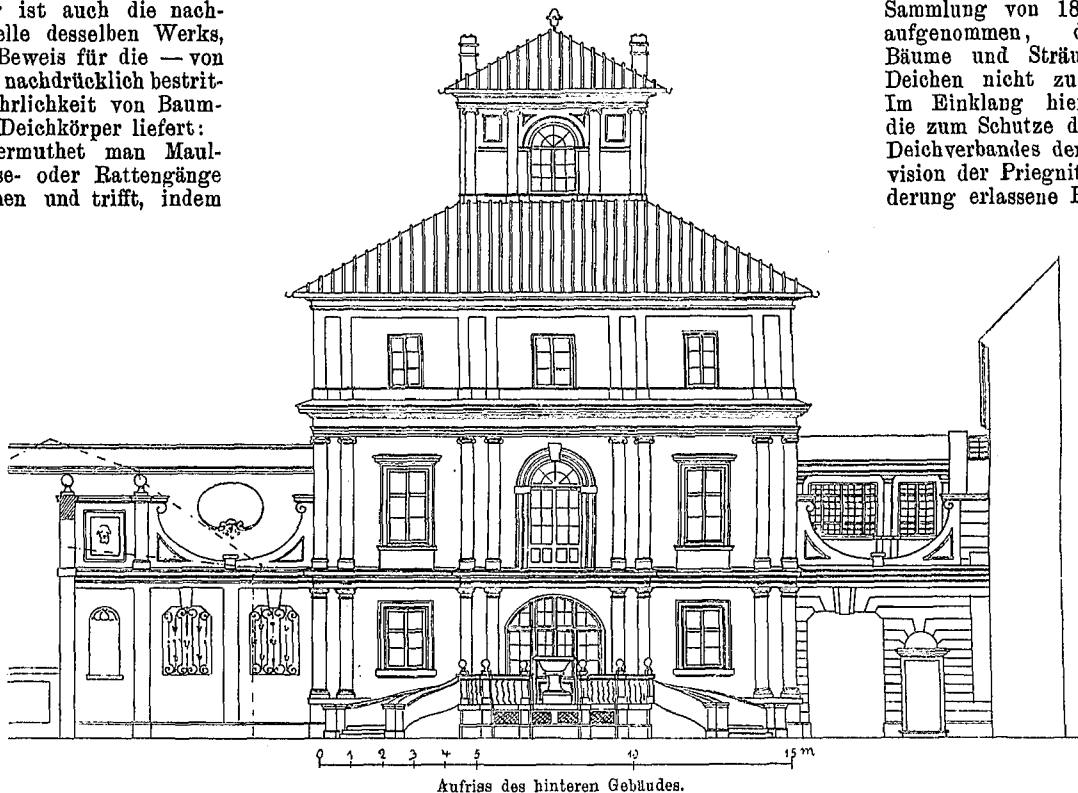 ist auch die nach-
elle desselben Werks,
Beweis für die — von
nachdrücklich bestrit-
hrlichkeit von Baum-
Deichkörper liefert:
ermuthet man Maul-
se- oder Rattengänge
en und trifft, indem
Sammlung von 18
aufgenommen,
Bäume und Sträu
Deichen nicht zu
Im Einklang hier
die zum Schutze d
Deichverbandes der
vision der Priegnit
derung erlassene
0 1 2 3 4 5 10 15 m
Aufriss des hinteren Gebäudes.